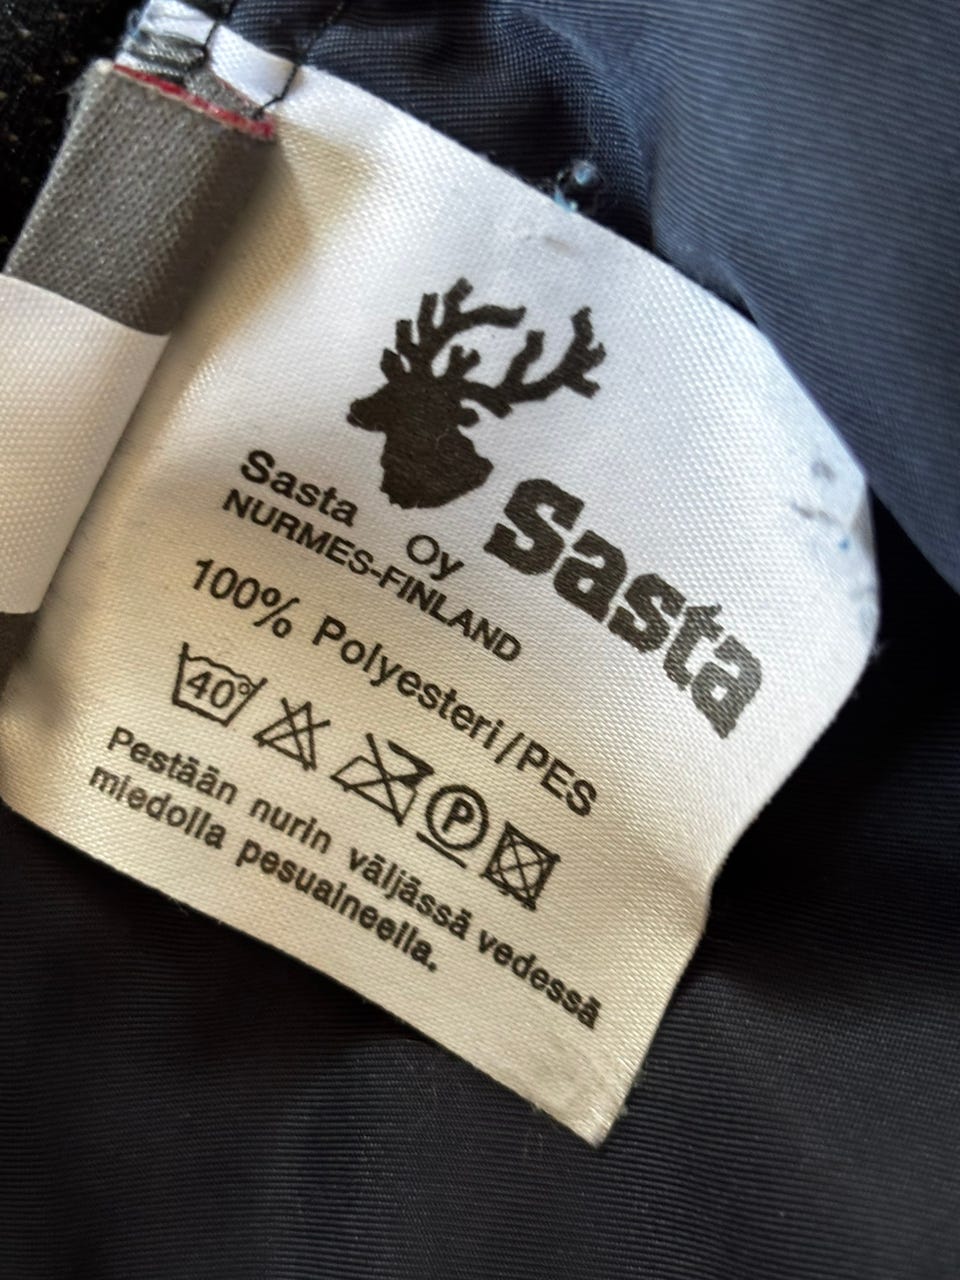 Sasta
Sasta Oy
NURMES-FINLAND
100% Polyesteri/PES
40°
P
Pestään nurin väljässä vedessä
miedolla pesuaineella.